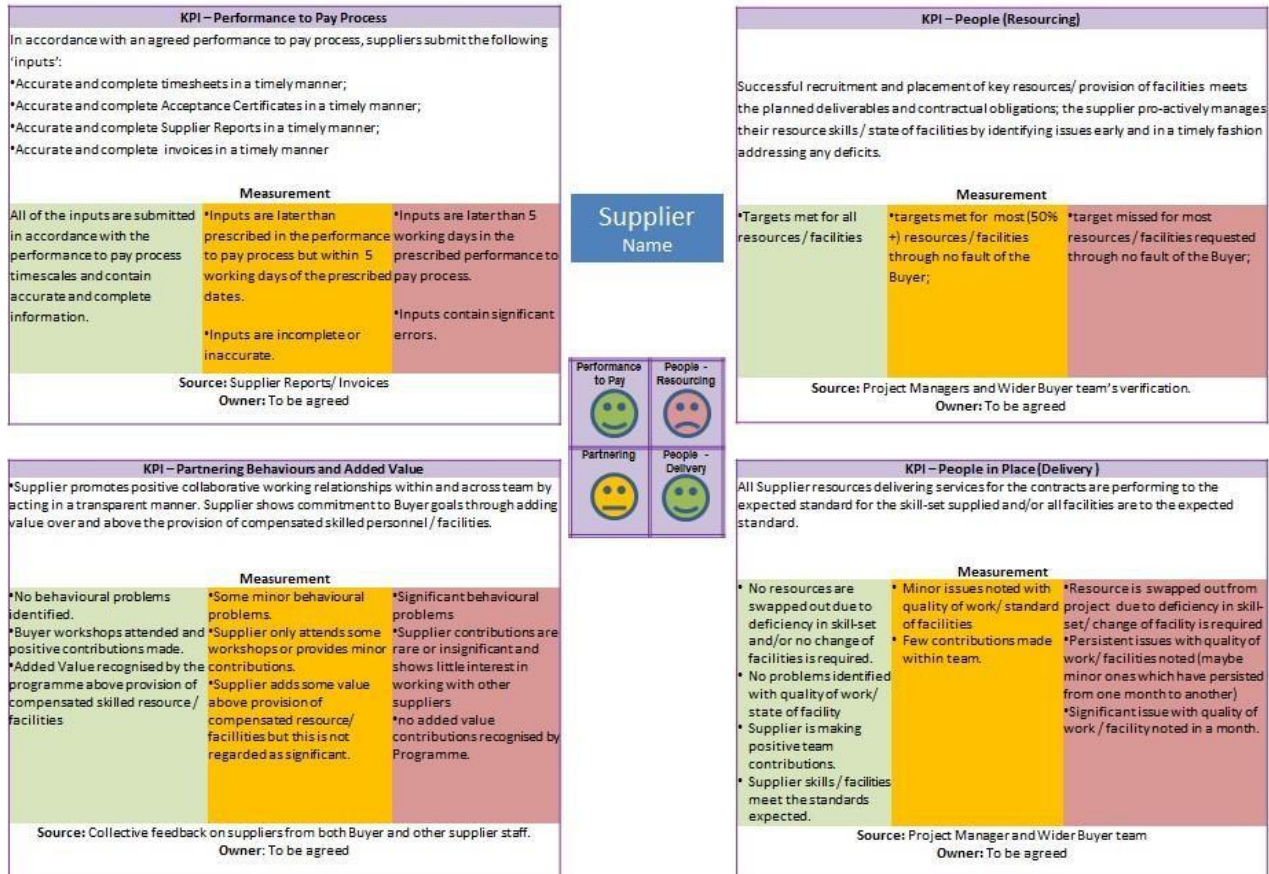 KPI – Performance to Pay Process
In accordance with an agreed performance to pay process, suppliers submit the following
'inputs':
•Accurate and complete timesheets in a timely manner;
•Accurate and complete Acceptance Certificates in a timely manner;
•Accurate and complete Supplier Reports in a timely manner;
•Accurate and complete invoices in a timely manner
Measurement
All of the inputs are submitted
in accordance with the
performance to pay process
timescales and contain
accurate and complete
information.
•Inputs are later than
prescribed in the performance
to pay process but within 5
working days of the prescribed
dates.
•Inputs are incomplete or
inaccurate.
•Inputs are later than 5
working days in the
prescribed performance to
pay process.
•Inputs contain significant
errors.
Source: Supplier Reports/ Invoices
Owner: To be agreed
KPI – People (Resourcing)
Successful recruitment and placement of key resources/ provision of facilities meets
the planned deliverables and contractual obligations; the supplier pro-actively manages
their resource skills / state of facilities by identifying issues early and in a timely fashion
addressing any deficits.
Measurement
•Targets met for all
resources / facilities
•targets met for most (50%
+) resources / facilities
through no fault of the
Buyer;
•target missed for most
resources / facilities requested
through no fault of the Buyer;
Source: Project Managers and Wider Buyer team's verification.
Owner: To be agreed
Supplier
Name
Performance
to Pay
People -
Resourcing
Partnering
People -
Delivery
KPI – Partnering Behaviours and Added Value
•Supplier promotes positive collaborative working relationships within and across team by
acting in a transparent manner. Supplier shows commitment to Buyer goals through adding
value over and above the provision of compensated skilled personnel / facilities.
Measurement
•No behavioural problems
identified.
•Buyer workshops attended and
positive contributions made.
•Added Value recognised by the
programme above provision of
compensated skilled resource /
facilities
•Some minor behavioural
problems.
•Supplier only attends some
workshops or provides minor
contributions.
•Supplier adds some value
above provision of
compensated resource/
facillities but this is not
regarded as significant.
•Significant behavioural
problems
•Supplier contributions are
rare or insignificant and
shows little interest in
working with other
suppliers
•no added value
contributions recognised by
Programme.
Source: Collective feedback on suppliers from both Buyer and other supplier staff.
Owner: To be agreed
KPI – People in Place (Delivery )
All Supplier resources delivering services for the contracts are performing to the
expected standard for the skill-set supplied and/or all facilities are to the expected
standard.
Measurement
• No resources are
swapped out due to
deficiency in skill-set
and/or no change of
facilities is required.
• No problems identified
with quality of work/
state of facility
• Supplier is making
positive team
contributions.
• Supplier skills / facilities
meet the standards
expected.
• Minor issues noted with
quality of work/ standard
of facilities
• Few contributions made
within team.
•Resource is swapped out from
project due to deficiency in skill-
set/ change of facility is required
•Persistent issues with quality of
work/ facilities noted (maybe
minor ones which have persisted
from one month to another)
•Significant issue with quality of
work / facility noted in a month.
Source: Project Manager and Wider Buyer team
Owner: To be agreed